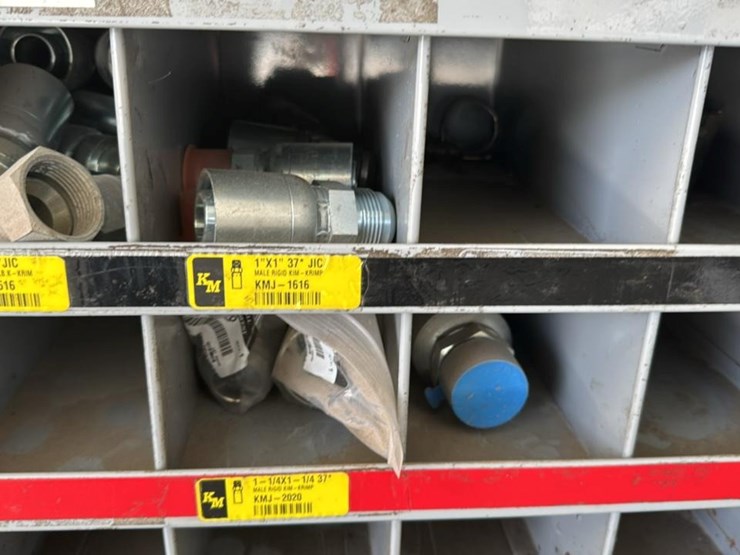 JIC
.K-KRIM
616
KM
1"X1" 37° JIC
MALE RIGID KIM-KRIMP
KMJ-1616
KM
1-1/4X1-1/4 37°
MALE RIGID KIM-KRIMP
KMJ-2020